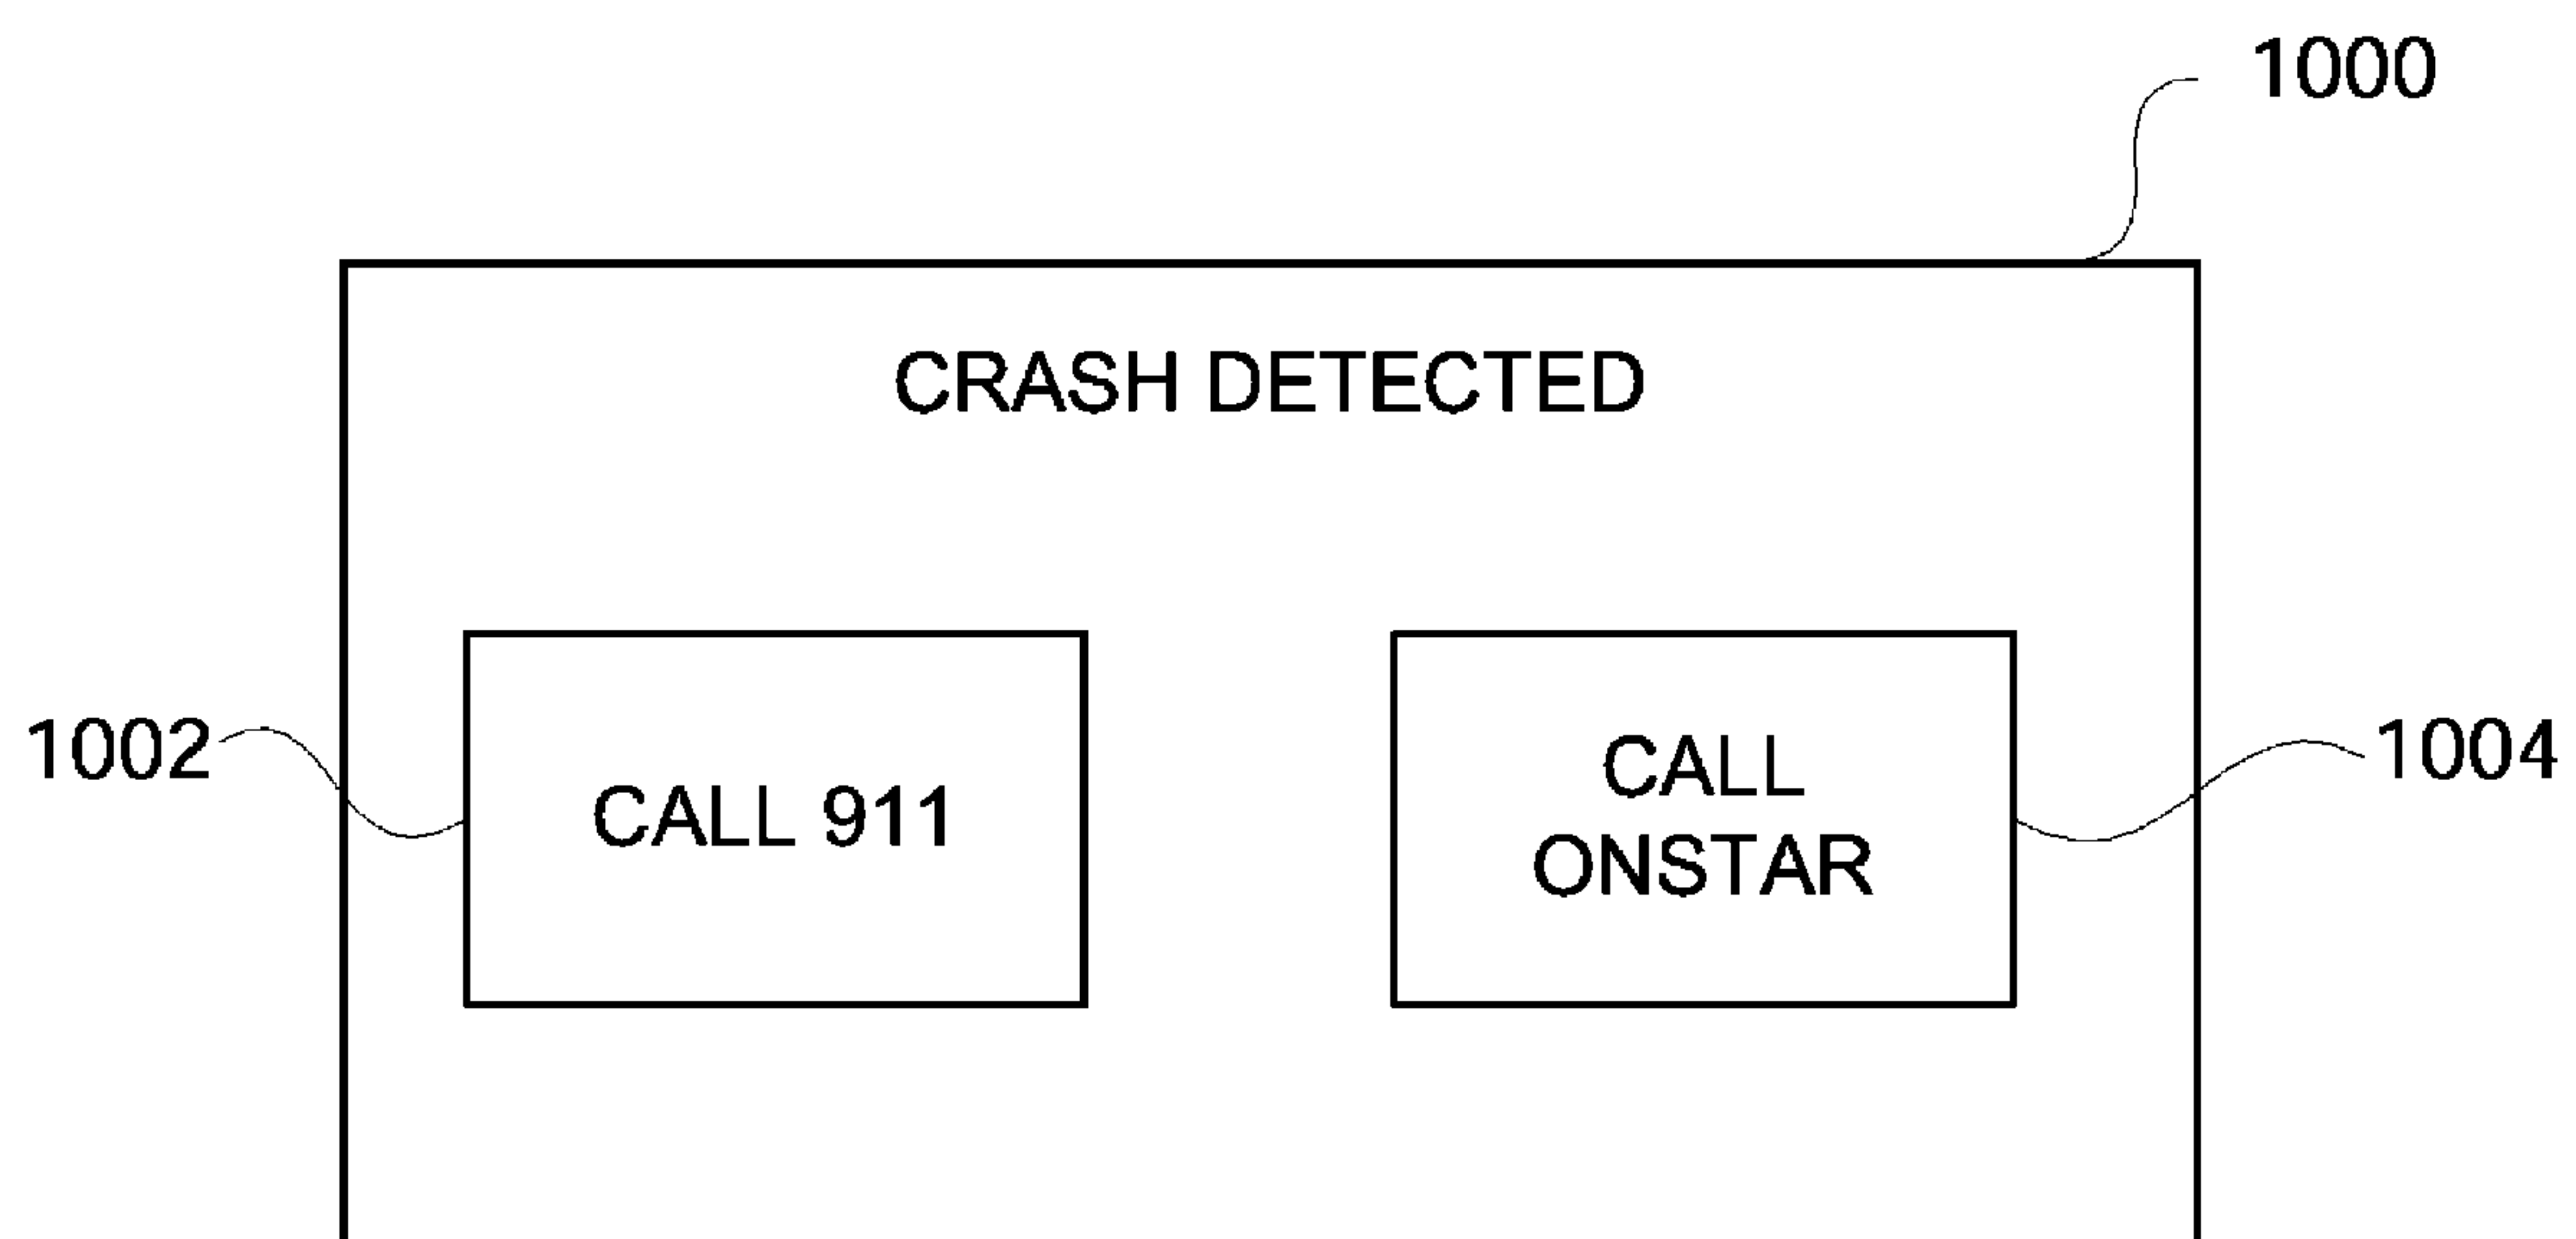 1000
CRASH DETECTED
1002
CALL 911
CALL
ONSTAR
1004